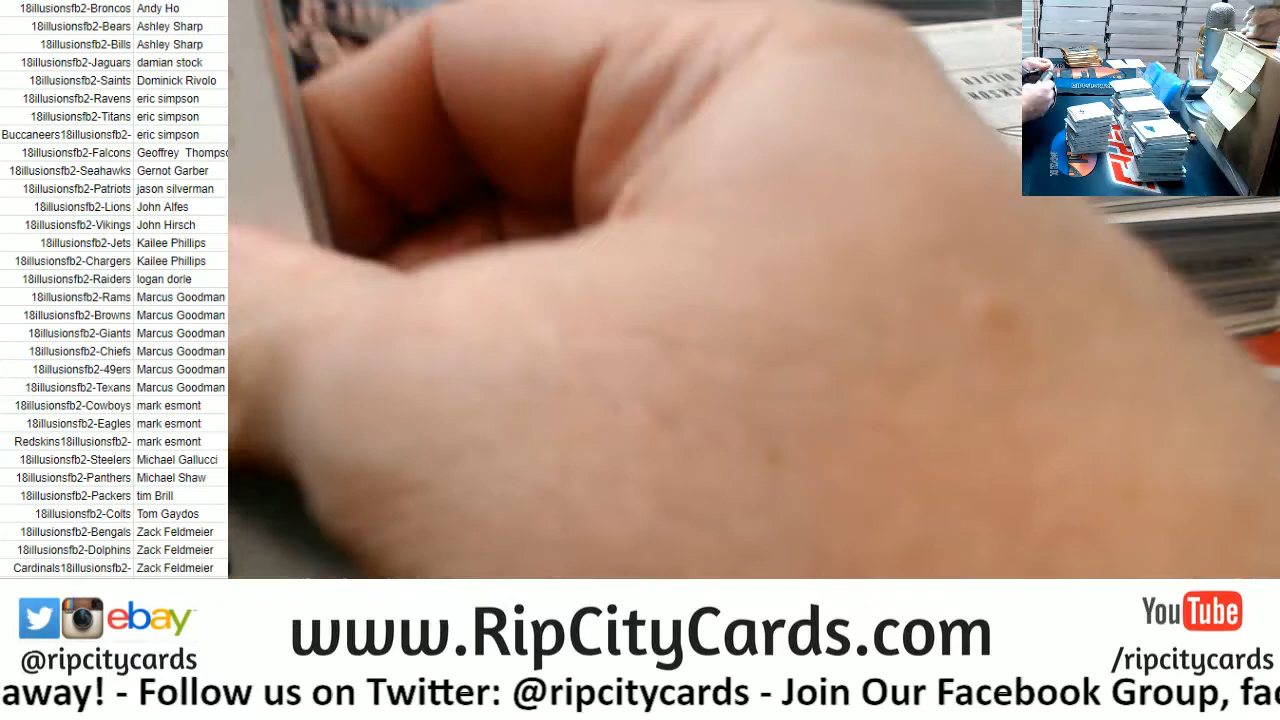 18illusionsfb2-Broncos Andy Ho
18illusionsfb2-Bears Ashley Sharp
18illusionsfb2-Bills Ashley Sharp
18illusionsfb2-Jaguars damian stock
18illusionsfb2-Saints Dominick Rivolo
18illusionsfb2-Ravens eric simpson
18illusionsfb2-Titans eric simpson
Buccaneers18illusionsfb2- eric simpson
18illusionsfb2-Falcons Geoffrey Thompso
18illusionsfb2-Seahawks Gernot Garber
18illusionsfb2-Patriots jason silverman
18illusionsfb2-Lions John Alfes
18illusionsfb2-Vikings John Hirsch
18illusionsfb2-Jets Kailee Phillips
18illusionsfb2-Chargers Kailee Phillips
18illusionsfb2-Raiders logan dorle
18illusionsfb2-Rams Marcus Goodman
18illusionsfb2-Browns Marcus Goodman
18illusionsfb2-Giants Marcus Goodman
18illusionsfb2-Chiefs Marcus Goodman
18illusionsfb2-49ers Marcus Goodman
18illusionsfb2-Texans Marcus Goodman
18illusionsfb2-Cowboys mark esmont
18illusionsfb2-Eagles mark esmont
Redskins18illusionsfb2- mark esmont
18illusionsfb2-Steelers Michael Gallucci
18illusionsfb2-Panthers Michael Shaw
18illusionsfb2-Packers tim Brill
18illusionsfb2-Colts Tom Gaydos
18illusionsfb2-Bengals Zack Feldmeier
18illusionsfb2-Dolphins Zack Feldmeier
Cardinals18illusionsfb2- Zack Feldmeier
ebay
@ripcitycards
www.RipCityCards.com
YouTube
/ripcitycards
away! - Follow us on Twitter: @ripcitycards - Join Our Facebook Group, fac